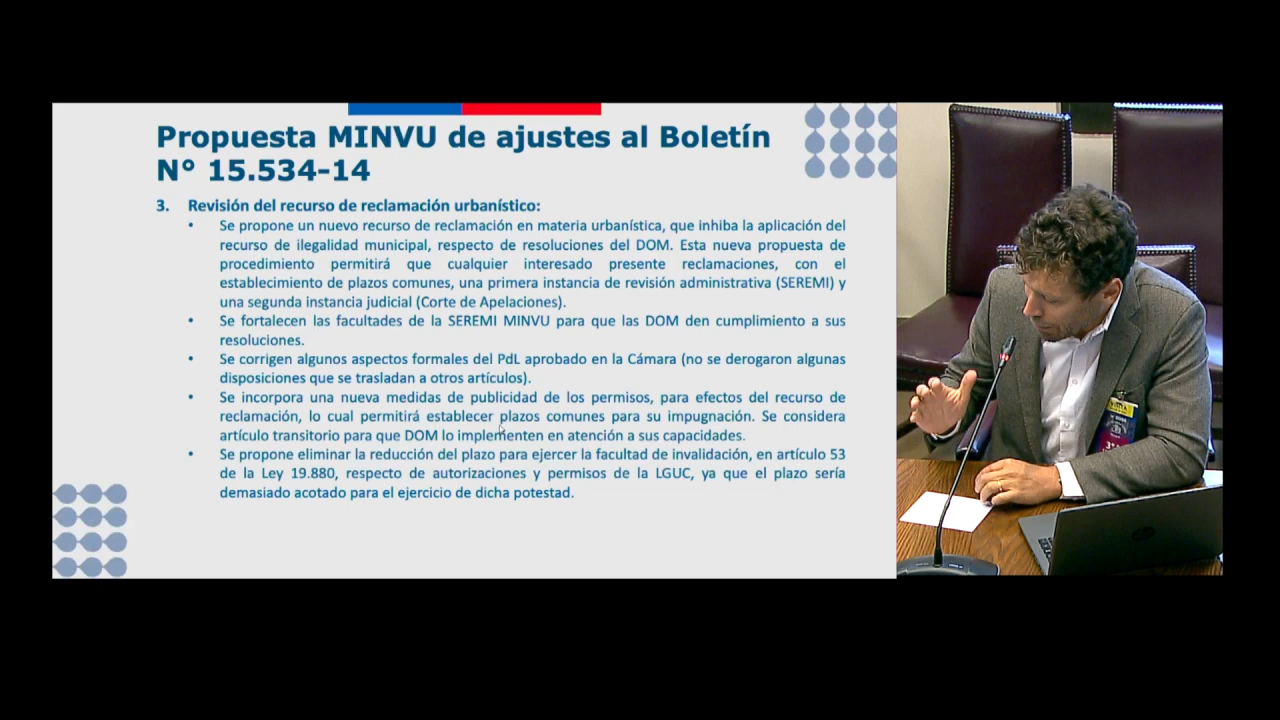 Propuesta MINVU de ajustes al Boletín
N° 15.534-14
3. Revisión del recurso de reclamación urbanístico:
• Se propone un nuevo recurso de reclamación en materia urbanística, que inhiba la aplicación del
recurso de ilegalidad municipal, respecto de resoluciones del DOM. Esta nueva propuesta de
procedimiento permitirá que cualquier interesado presente reclamaciones, con el
establecimiento de plazos comunes, una primera instancia de revisión administrativa (SEREMI) y
una segunda instancia judicial (Corte de Apelaciones).
• Se fortalecen las facultades de la SEREMI MINVU para que las DOM den cumplimiento a sus
resoluciones.
• Se corrigen algunos aspectos formales del PdL aprobado en la Cámara (no se derogaron algunas
disposiciones que se trasladan a otros artículos).
• Se incorpora una nueva medidas de publicidad de los permisos, para efectos del recurso de
reclamación, lo cual permitirá establecer plazos comunes para su impugnación. Se considera
artículo transitorio para que DOM lo implementen en atención a sus capacidades.
• Se propone eliminar la reducción del plazo para ejercer la facultad de invalidación, en artículo 53
de la Ley 19.880, respecto de autorizaciones y permisos de la LGUC, ya que el plazo sería
demasiado acotado para el ejercicio de dicha potestad.